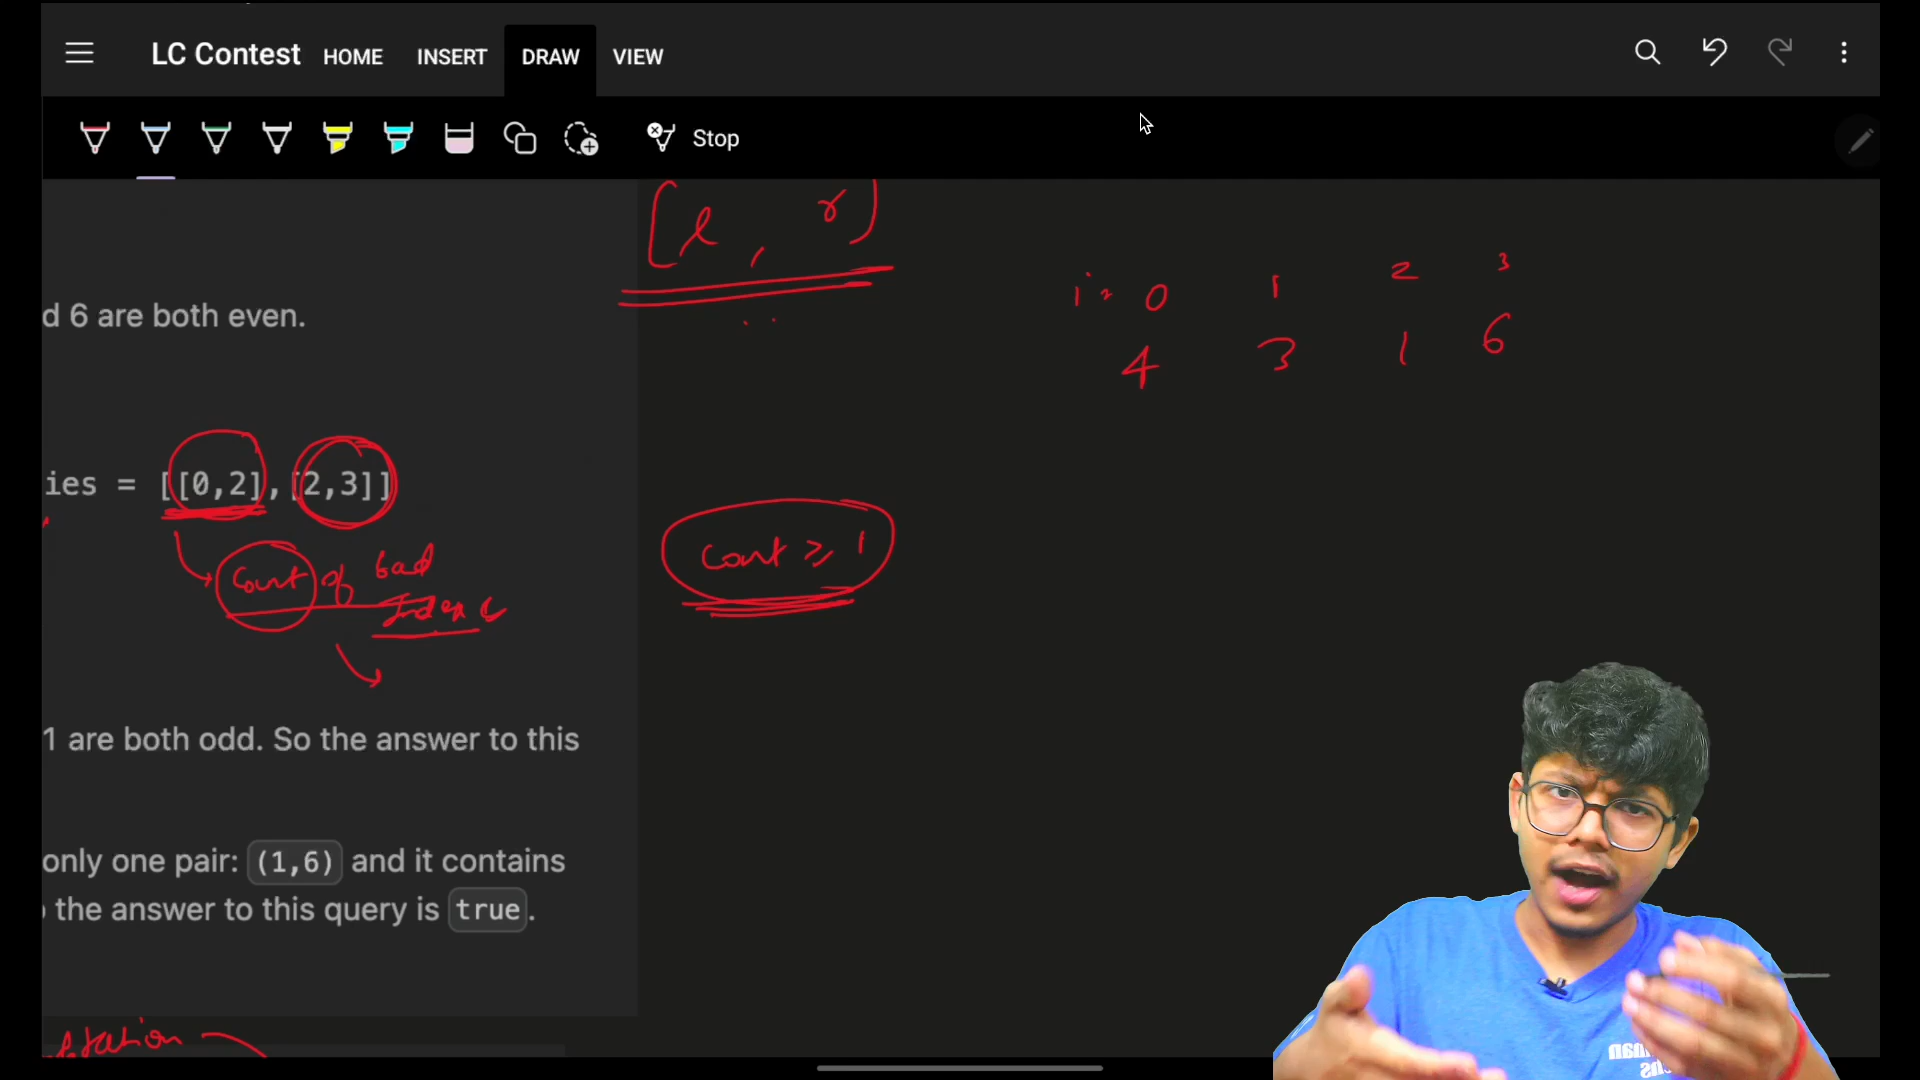 LC Contest HOME INSERT DRAW VIEW
Stop
[l, r]
i = 0 1 2 3
4 3 1 6
d 6 are both even.
ies = [[0,2],[2,3]]
Count of bad
Index
Count ≥ 1
1 are both odd. So the answer to this
only one pair: (1,6) and it contains
the answer to this query is true.